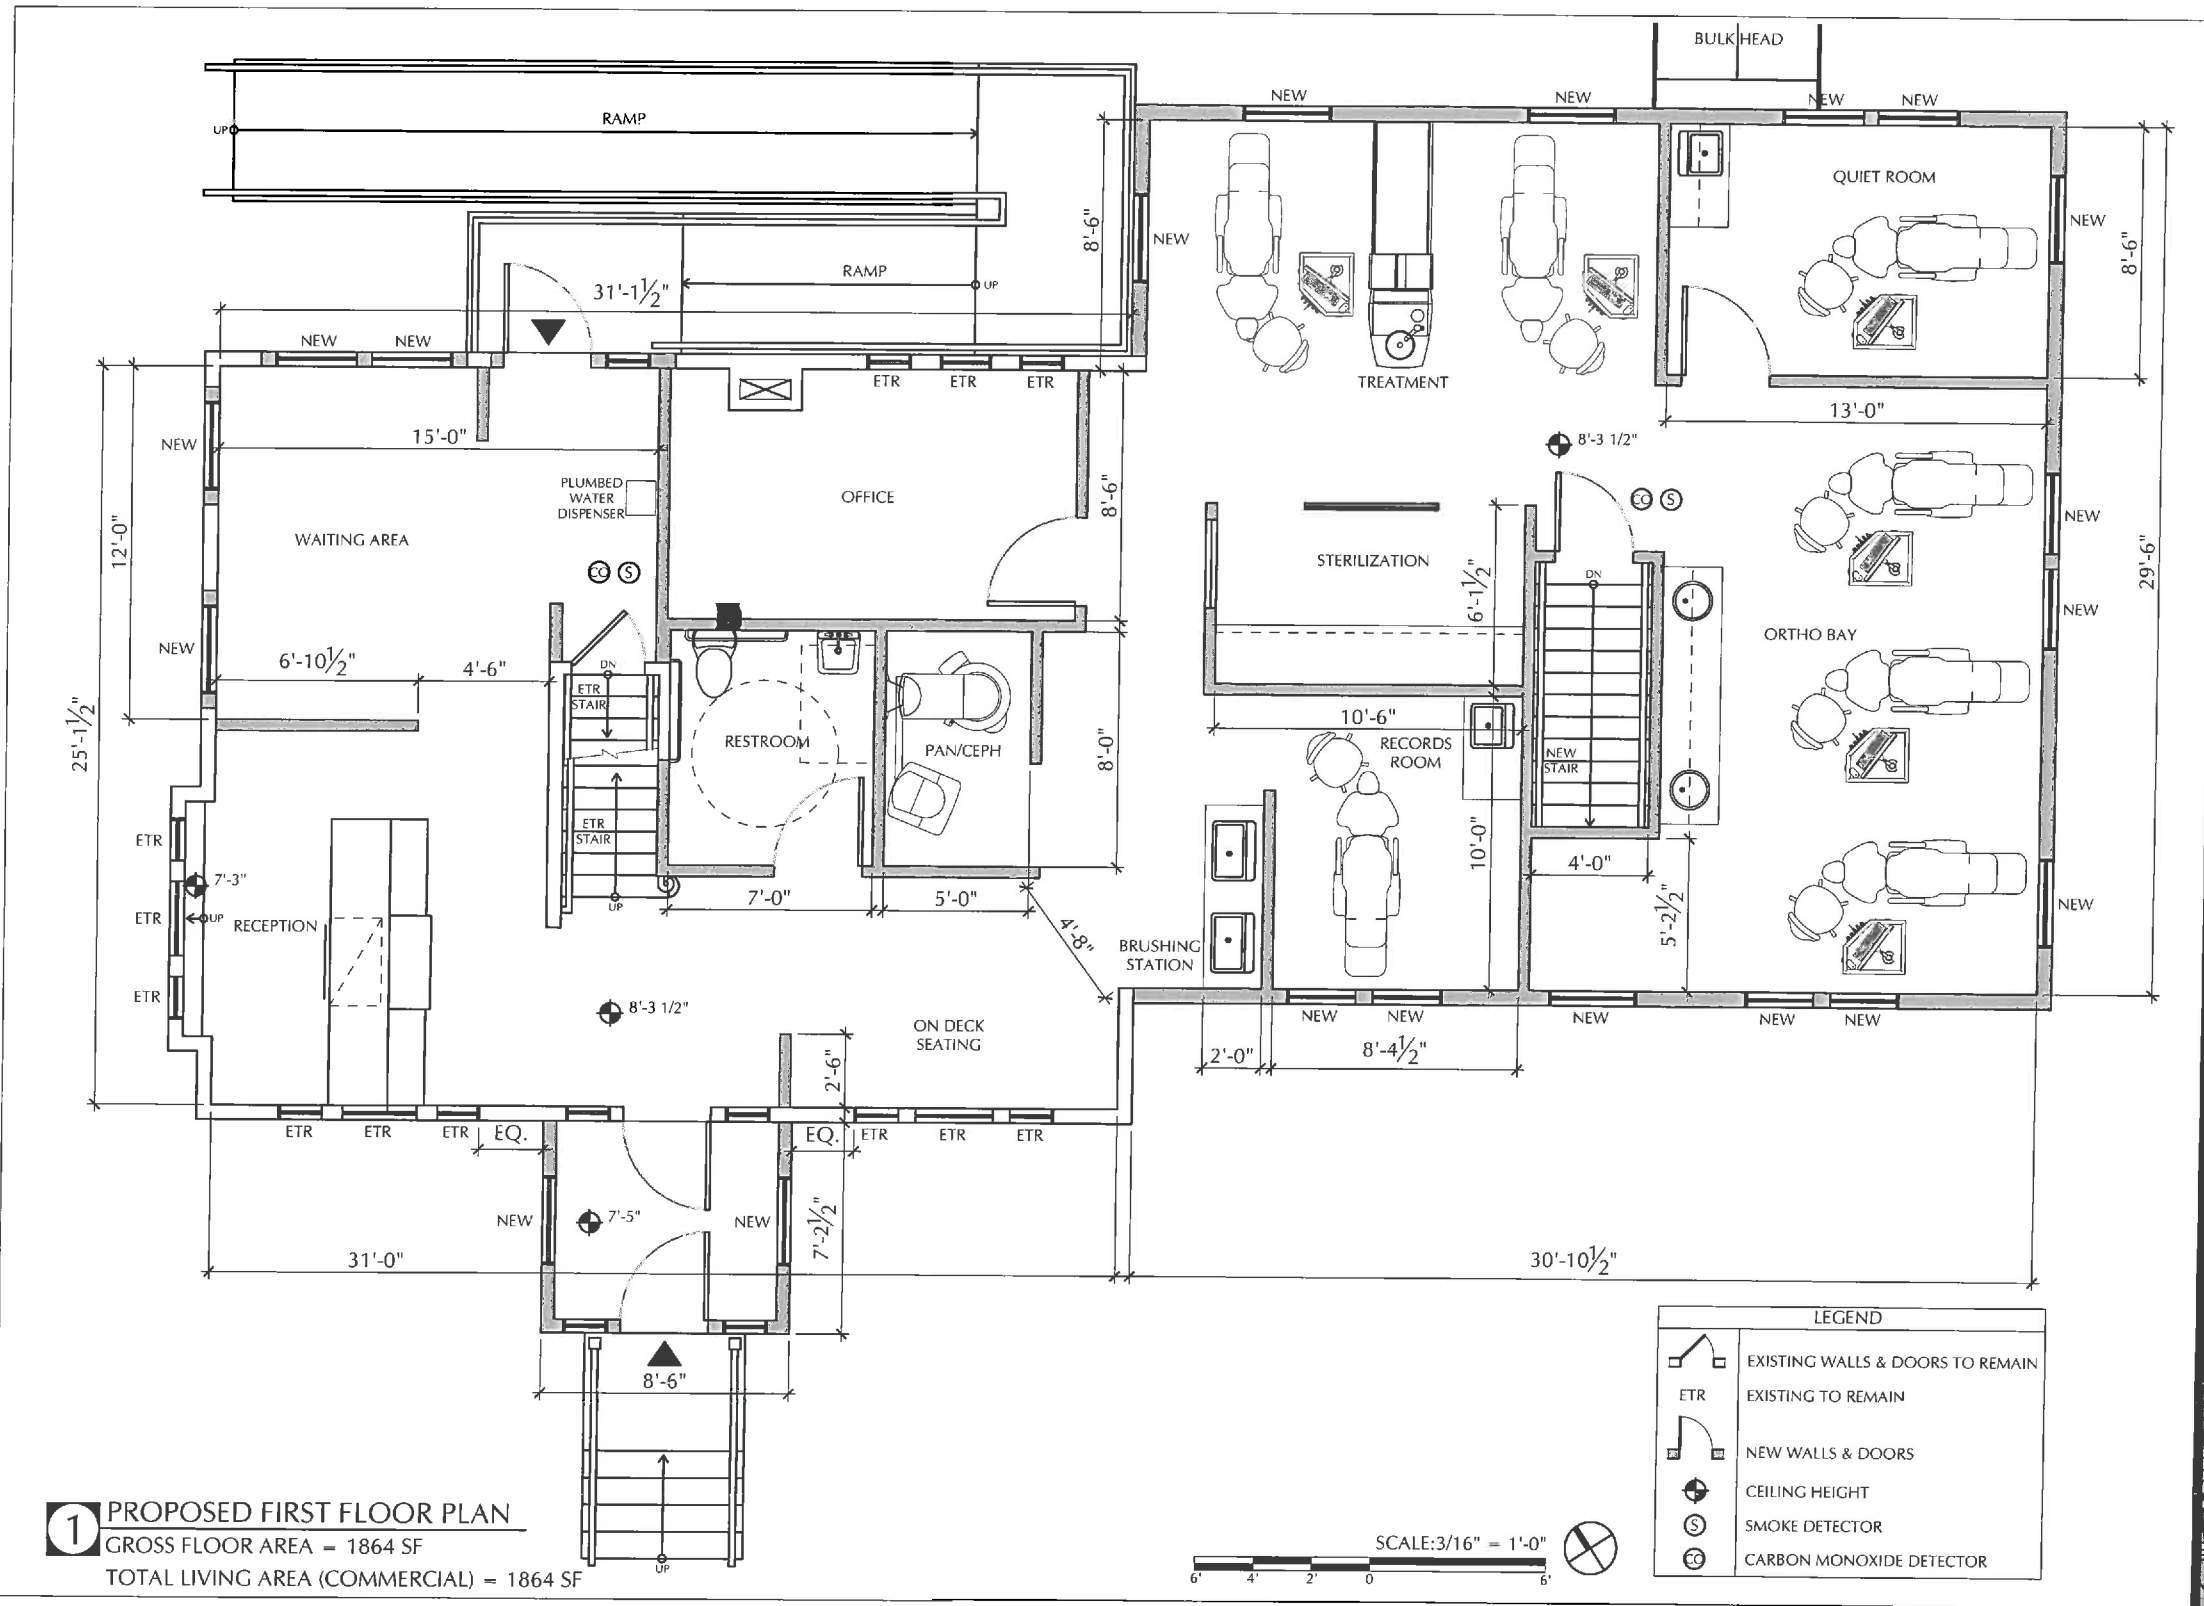 BULKHEAD
NEW
NEW
NEW
NEW
RAMP
UP
QUIET ROOM
NEW
8'-6"
NEW
8'-6"
RAMP
UP
31'-1½"
NEW
NEW
ETR
ETR
ETR
TREATMENT
13'-0"
NEW
15'-0"
8'-3 1/2"
PLUMBED
WATER
DISPENSER
OFFICE
8'-6"
CO
S
NEW
12'-0"
WAITING AREA
STERILIZATION
6'-1½"
29'-6"
CO
S
DN
NEW
ORTHO BAY
NEW
6'-10½"
4'-6"
DN
ETR
STAIR
25'-1½"
10'-6"
RESTROOM
PAN/CEPH
8'-0"
RECORDS
ROOM
NEW
STAIR
ETR
ETR
STAIR
10'-0"
4'-0"
7'-3"
7'-0"
5'-0"
UP
ETR
UP
RECEPTION
4'-8"
5'-2½"
NEW
BRUSHING
STATION
ETR
8'-3 1/2"
ON DECK
SEATING
NEW
NEW
NEW
NEW
NEW
2'-6"
2'-0"
8'-4½"
ETR
ETR
ETR
EQ.
EQ.
ETR
ETR
ETR
NEW
7'-5"
NEW
7'-2½"
31'-0"
30'-10½"
8'-6"
UP
LEGEND
EXISTING WALLS & DOORS TO REMAIN
ETR EXISTING TO REMAIN
NEW WALLS & DOORS
CEILING HEIGHT
S SMOKE DETECTOR
CO CARBON MONOXIDE DETECTOR
1 PROPOSED FIRST FLOOR PLAN
GROSS FLOOR AREA = 1864 SF
TOTAL LIVING AREA (COMMERCIAL) = 1864 SF
SCALE:3/16" = 1'-0"
6' 4' 2' 0 6'